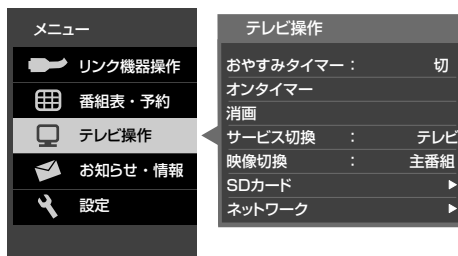 メニュー
リンク機器操作
番組表・予約
テレビ操作
お知らせ・情報
設定
テレビ操作
おやすみタイマー： 切
オンタイマー
消画
サービス切換 ： テレビ
映像切換 ： 主番組
SDカード
ネットワーク